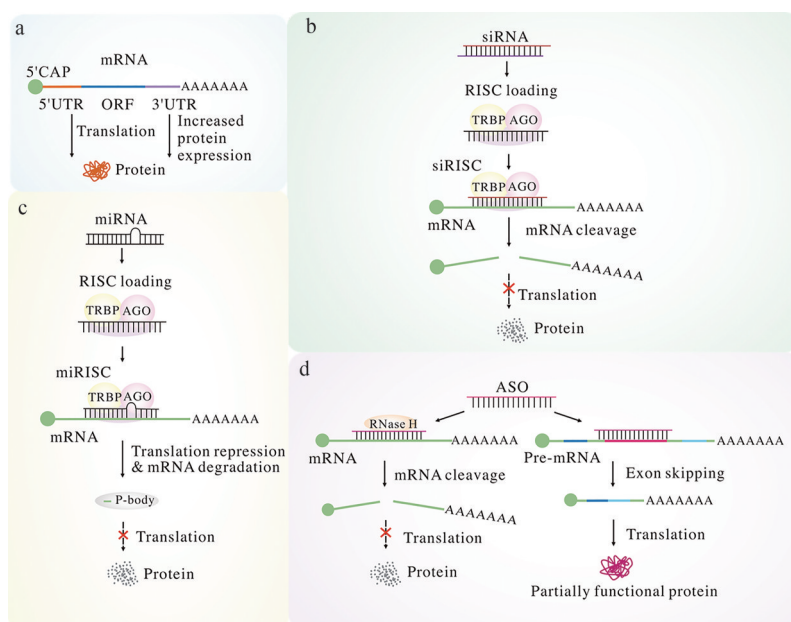 a
mRNA
5'CAP
AAAAAAA
5'UTR ORF 3'UTR
Translation
Increased
protein
expression
Protein
b
siRNA
RISC loading
TRBP AGO
siRISC
TRBP AGO
AAAAAAA
mRNA
mRNA cleavage
AAAAAAA
Translation
Protein
c
miRNA
RISC loading
TRBP AGO
miRISC
TRBP AGO
AAAAAAA
mRNA
Translation repression
& mRNA degradation
P-body
Translation
Protein
d
ASO
RNase H
AAAAAAA
mRNA
mRNA cleavage
AAAAAAA
Translation
Protein
AAAAAAA
Pre-mRNA
Exon skipping
AAAAAAA
Translation
Partially functional protein